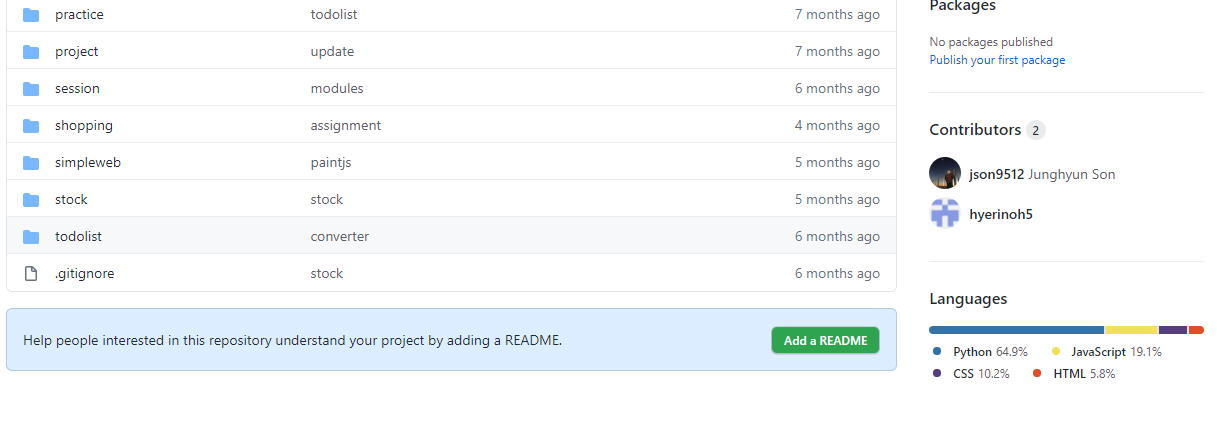 practice todolist 7 months ago
project update 7 months ago
session modules 6 months ago
shopping assignment 4 months ago
simpleweb paintjs 5 months ago
stock stock 5 months ago
todolist converter 6 months ago
.gitignore stock 6 months ago
Help people interested in this repository understand your project by adding a README. Add a README
Packages
No packages published
Publish your first package
Contributors 2
json9512 Junghyun Son
hyerinoh5
Languages
Python 64.9% JavaScript 19.1%
CSS 10.2% HTML 5.8%